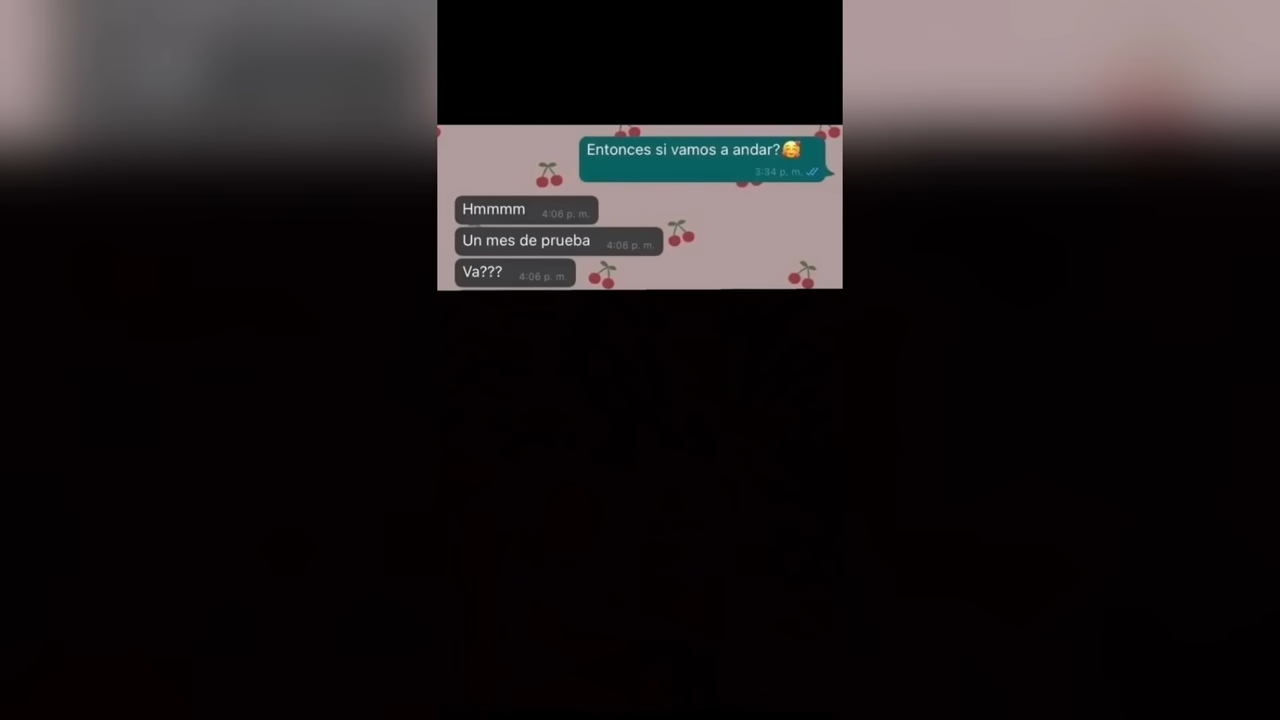 Entonces si vamos a andar?🥰
3:34 p. m.
Hmmmm 4:06 p. m.
Un mes de prueba 4:06 p. m.
Va??? 4:06 p. m.